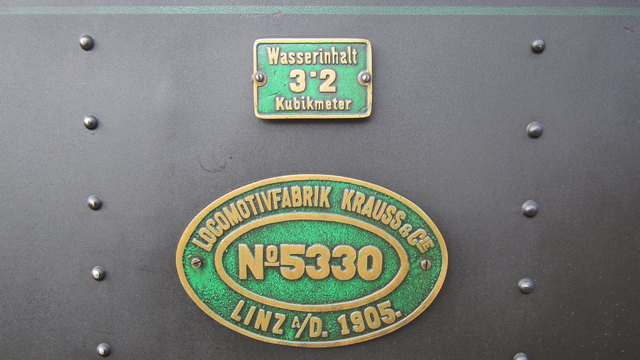 Wasserinhalt
3·2
Kubikmeter
LOCOMOTIVFABRIK KRAUSS & CIE
No 5330
LINZ A/D. 1905.